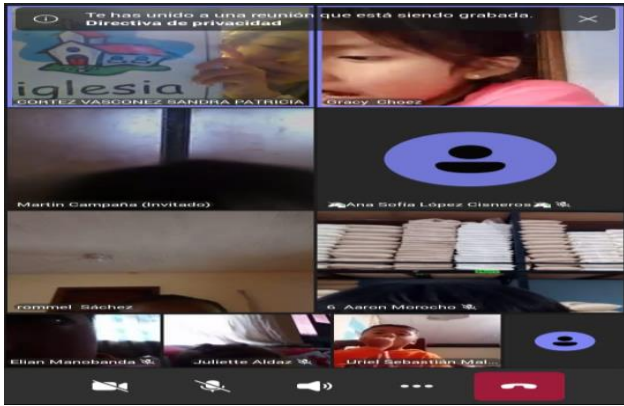 Te has unido a una reunión que está siendo grabada.
Directiva de privacidad
iglesia
CORTEZ VASCONEZ SANDRA PATRICIA
Gracy Choez
Martin Campaña (Invitado)
Ana Sofía López Cisneros
rommel Sáchez
6 Aaron Morocho
Elian Manobanda
Juliette Aldaz
Uriel Sebastian Mal...